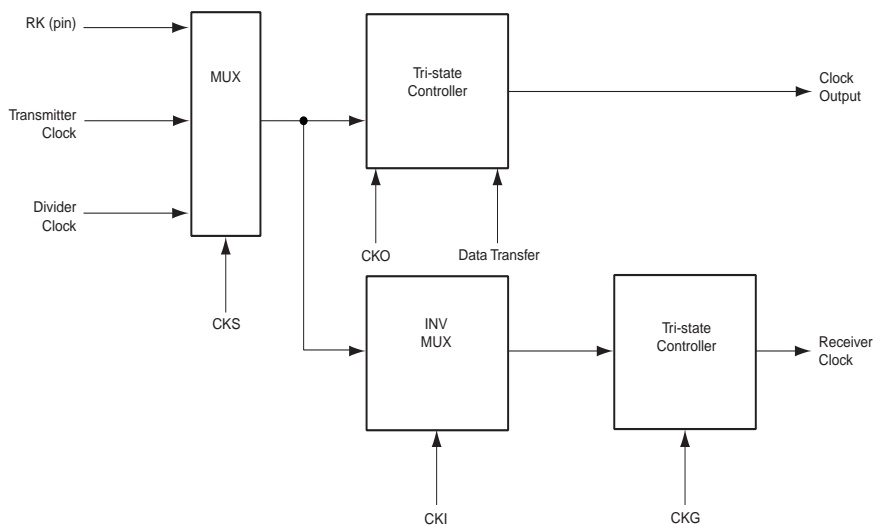 RK (pin)
MUX
Tri-state
Controller
Clock
Output
Transmitter
Clock
Divider
Clock
CKO
Data Transfer
CKS
INV
MUX
Tri-state
Controller
Receiver
Clock
CKI
CKG